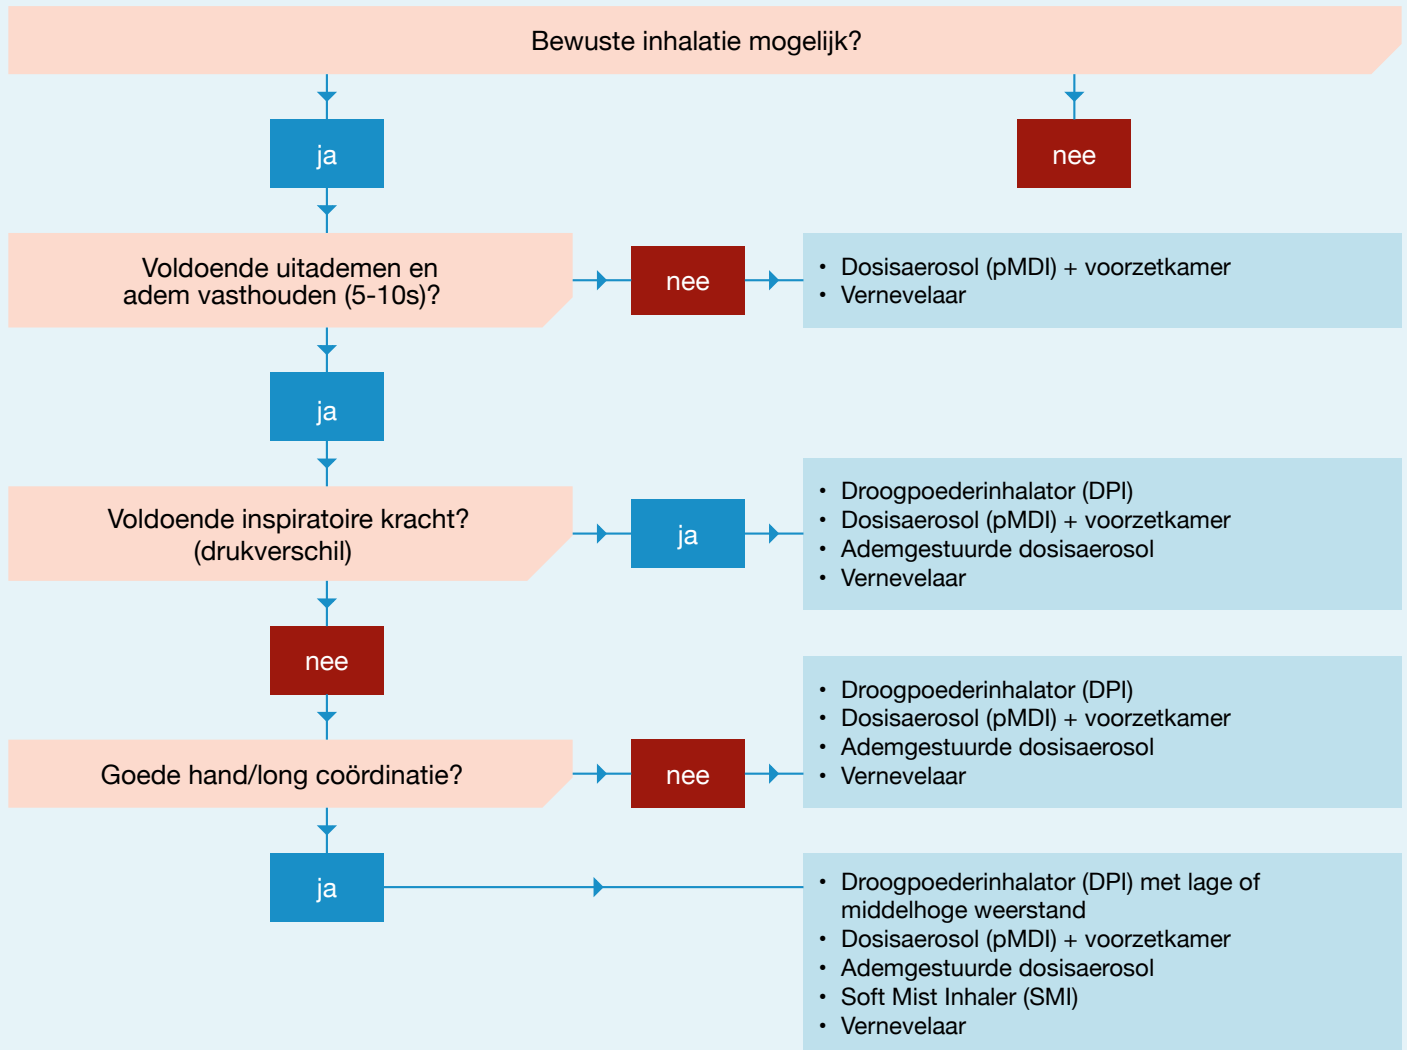 Bewuste inhalatie mogelijk?
ja
nee
Voldoende uitademen en
adem vasthouden (5-10s)?
nee
• Dosisaerosol (pMDI) + voorzetkamer
• Vernevelaar
ja
Voldoende inspiratoire kracht?
(drukverschil)
ja
• Droogpoederinhalator (DPI)
• Dosisaerosol (pMDI) + voorzetkamer
• Ademgestuurde dosisaerosol
• Vernevelaar
nee
Goede hand/long coördinatie?
nee
• Droogpoederinhalator (DPI)
• Dosisaerosol (pMDI) + voorzetkamer
• Ademgestuurde dosisaerosol
• Vernevelaar
ja
• Droogpoederinhalator (DPI) met lage of
middelhoge weerstand
• Dosisaerosol (pMDI) + voorzetkamer
• Ademgestuurde dosisaerosol
• Soft Mist Inhaler (SMI)
• Vernevelaar